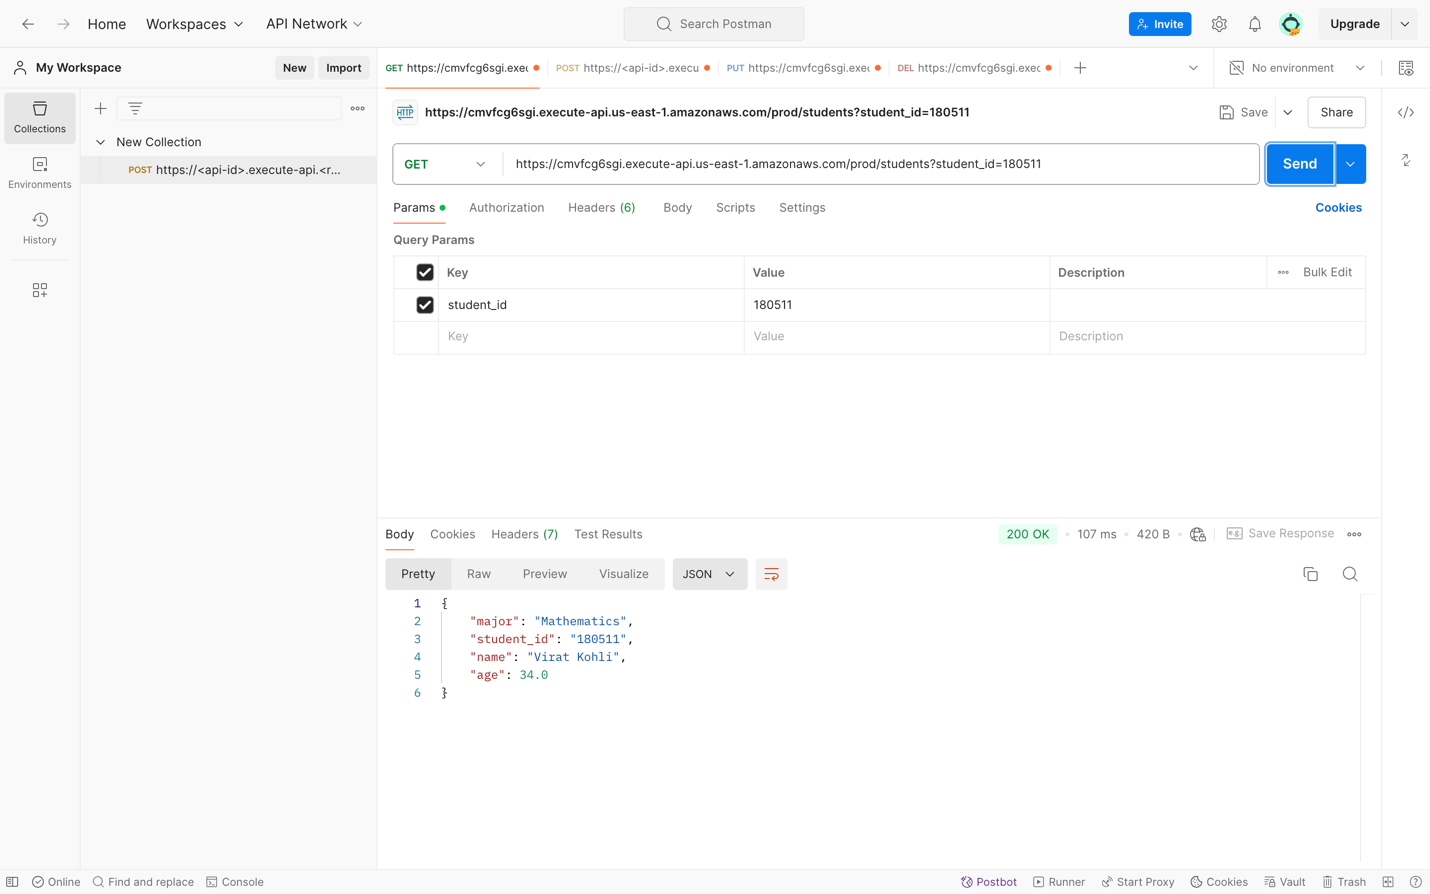 Home Workspaces API Network Search Postman Invite Upgrade
My Workspace New Import GET https://cmvfcg6sgi.exec POST https://<api-id>.execu PUT https://cmvfcg6sgi.exec DEL https://cmvfcg6sgi.exec No environment
Collections
Environments
History
New Collection
POST https://<api-id>.execute-api.<r...
HTTP https://cmvfcg6sgi.execute-api.us-east-1.amazonaws.com/prod/students?student_id=180511 Save Share
GET https://cmvfcg6sgi.execute-api.us-east-1.amazonaws.com/prod/students?student_id=180511 Send
Params Authorization Headers (6) Body Scripts Settings Cookies
Query Params
Key Value Description Bulk Edit
student_id 180511
Key Value Description
Body Cookies Headers (7) Test Results 200 OK 107 ms 420 B e.g. Save Response
Pretty Raw Preview Visualize JSON
1 {
2 "major": "Mathematics",
3 "student_id": "180511",
4 "name": "Virat Kohli",
5 "age": 34.0
6 }
Online Find and replace Console Postbot Runner Start Proxy Cookies Vault Trash